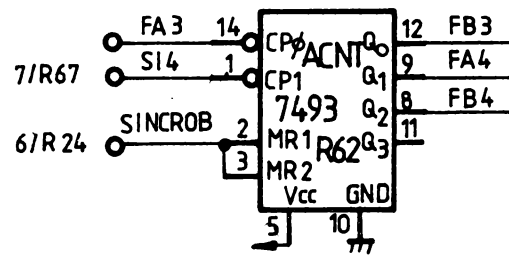 FA3 14 CPØ ACNT Q0 12 FB3
7/R67 SI4 1 CP1 Q1 9 FA4
7493 Q2 8 FB4
6/R24 SINCROB 2 MR1 R62 Q3 11
3 MR2
Vcc GND
5 10